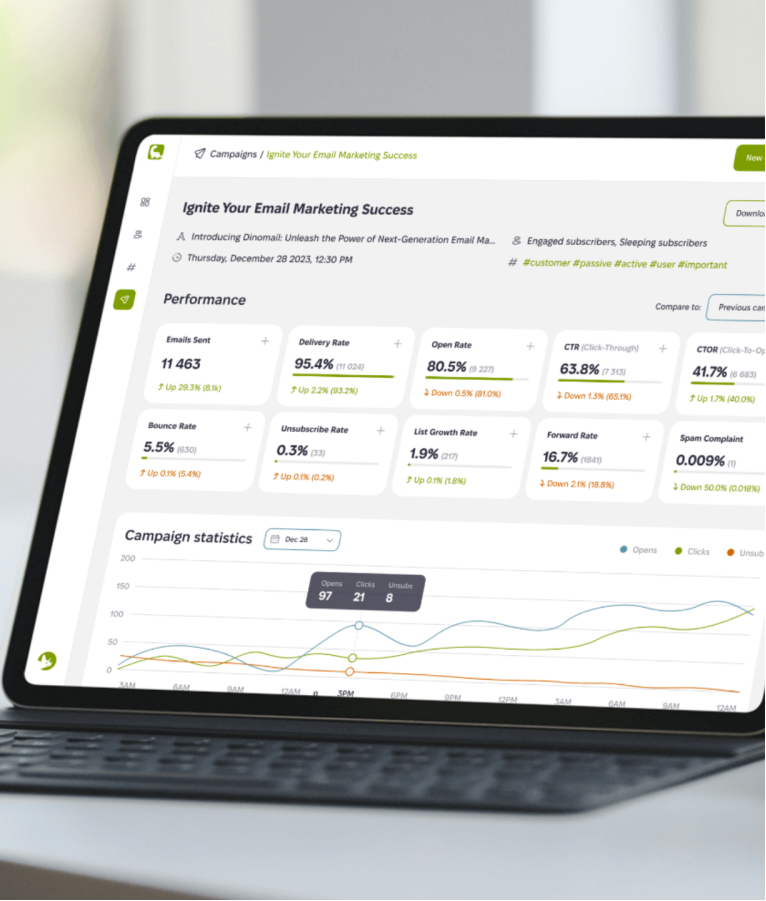 Campaigns / Ignite Your Email Marketing Success
New
Ignite Your Email Marketing Success
Introducing Dinomail: Unleash the Power of Next-Generation Email Ma...
Engaged subscribers, Sleeping subscribers
Thursday, December 28 2023, 12:30 PM
# #customer #passive #active #user #important
Performance
Compare to:
Previous
Emails Sent
11 463
Up 29.3% (8.1k)
Delivery Rate
95.4% (11 024)
Up 2.2% (93.2%)
Open Rate
80.5% (9 227)
Down 0.5% (81.0%)
CTR (Click-Through)
63.8% (7 313)
Down 1.3% (65.1%)
CTOR (Click-To-Op
41.7% (6 683)
Up 1.7% (40.0%)
Bounce Rate
5.5% (630)
Up 0.1% (5.4%)
Unsubscribe Rate
0.3% (33)
Up 0.1% (0.2%)
List Growth Rate
1.9% (217)
Up 0.1% (1.8%)
Forward Rate
16.7% (1841)
Down 2.1% (18.8%)
Spam Complaint
0.009% (1)
Down 50.0% (0.018%)
Campaign statistics
Dec 28
Opens Clicks Unsub
200
150
100
50
0
Opens Clicks Unsubs
97 21 8
3AM 6AM 9AM 12AM 3PM 6PM 9PM 12PM 3AM 6AM 9AM 12AM